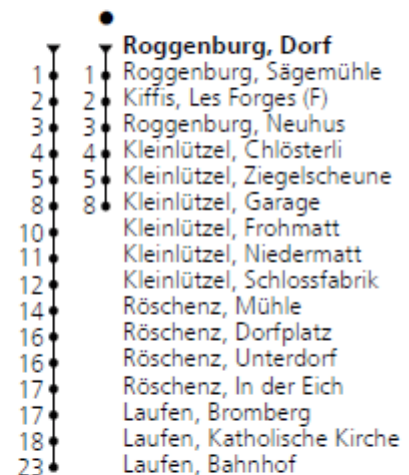 Roggenburg, Dorf
1 1 Roggenburg, Sägemühle
2 2 Kiffis, Les Forges (F)
3 3 Roggenburg, Neuhus
4 4 Kleinlützel, Chlösterli
5 5 Kleinlützel, Ziegelscheune
8 8 Kleinlützel, Garage
10 Kleinlützel, Frohmatt
11 Kleinlützel, Niedermatt
12 Kleinlützel, Schlossfabrik
14 Röschenz, Mühle
16 Röschenz, Dorfplatz
16 Röschenz, Unterdorf
17 Röschenz, In der Eich
17 Laufen, Bromberg
18 Laufen, Katholische Kirche
23 Laufen, Bahnhof